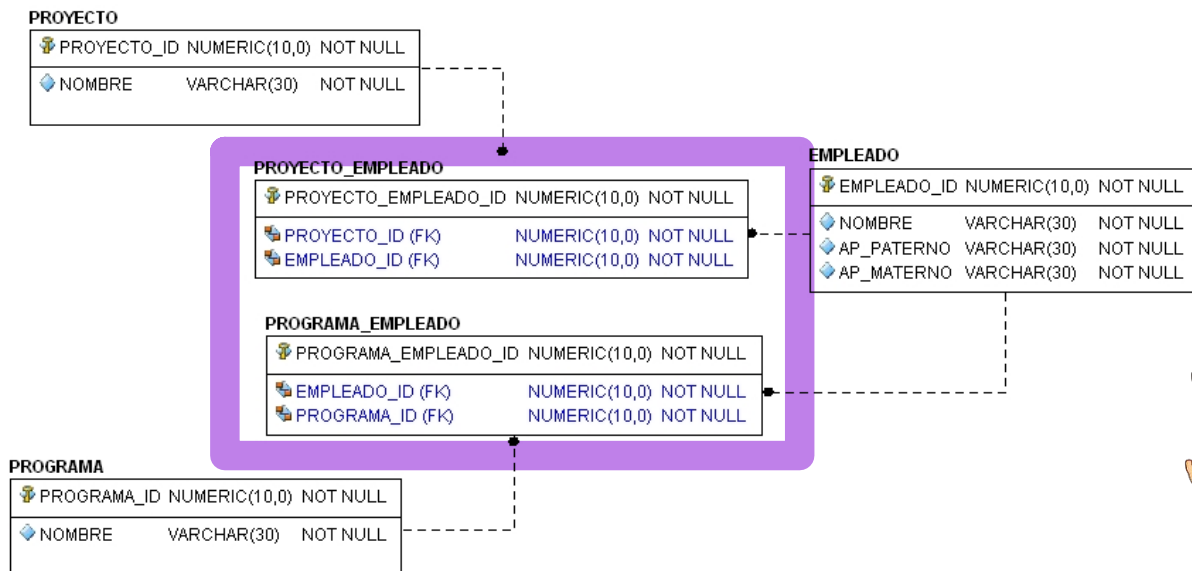 PROYECTO
PROYECTO_ID NUMERIC(10,0) NOT NULL
NOMBRE VARCHAR(30) NOT NULL
PROYECTO_EMPLEADO
PROYECTO_EMPLEADO_ID NUMERIC(10,0) NOT NULL
PROYECTO_ID (FK) NUMERIC(10,0) NOT NULL
EMPLEADO_ID (FK) NUMERIC(10,0) NOT NULL
EMPLEADO
EMPLEADO_ID NUMERIC(10,0) NOT NULL
NOMBRE VARCHAR(30) NOT NULL
AP_PATERNO VARCHAR(30) NOT NULL
AP_MATERNO VARCHAR(30) NOT NULL
PROGRAMA_EMPLEADO
PROGRAMA_EMPLEADO_ID NUMERIC(10,0) NOT NULL
EMPLEADO_ID (FK) NUMERIC(10,0) NOT NULL
PROGRAMA_ID (FK) NUMERIC(10,0) NOT NULL
PROGRAMA
PROGRAMA_ID NUMERIC(10,0) NOT NULL
NOMBRE VARCHAR(30) NOT NULL